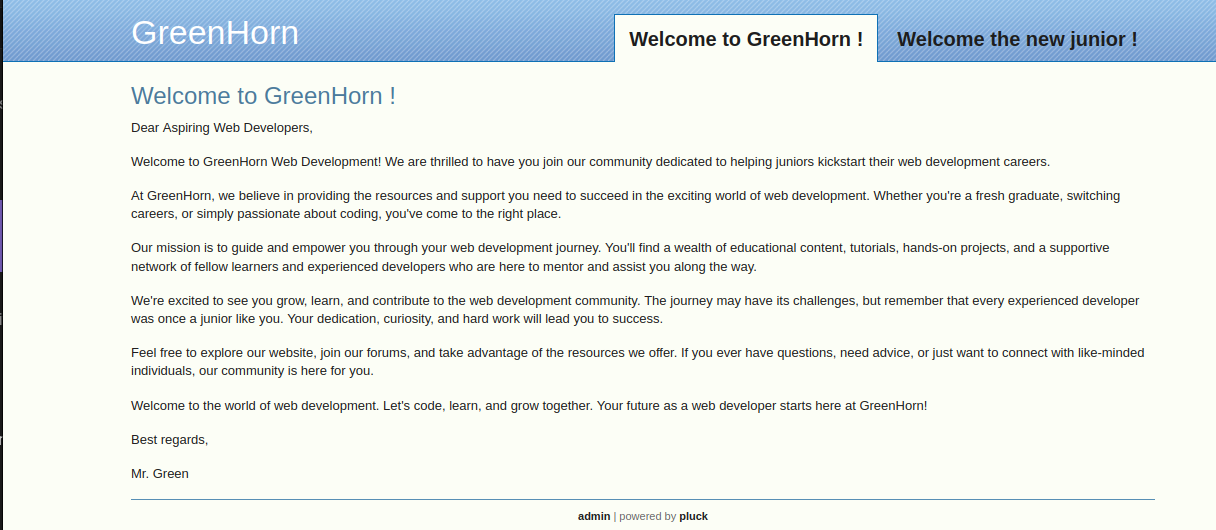 GreenHorn
Welcome to GreenHorn !
Welcome the new junior !
Welcome to GreenHorn !
Dear Aspiring Web Developers,
Welcome to GreenHorn Web Development! We are thrilled to have you join our community dedicated to helping juniors kickstart their web development careers.
At GreenHorn, we believe in providing the resources and support you need to succeed in the exciting world of web development. Whether you're a fresh graduate, switching
careers, or simply passionate about coding, you've come to the right place.
Our mission is to guide and empower you through your web development journey. You'll find a wealth of educational content, tutorials, hands-on projects, and a supportive
network of fellow learners and experienced developers who are here to mentor and assist you along the way.
We're excited to see you grow, learn, and contribute to the web development community. The journey may have its challenges, but remember that every experienced developer
was once a junior like you. Your dedication, curiosity, and hard work will lead you to success.
Feel free to explore our website, join our forums, and take advantage of the resources we offer. If you ever have questions, need advice, or just want to connect with like-minded
individuals, our community is here for you.
Welcome to the world of web development. Let's code, learn, and grow together. Your future as a web developer starts here at GreenHorn!
Best regards,
Mr. Green
admin | powered by pluck